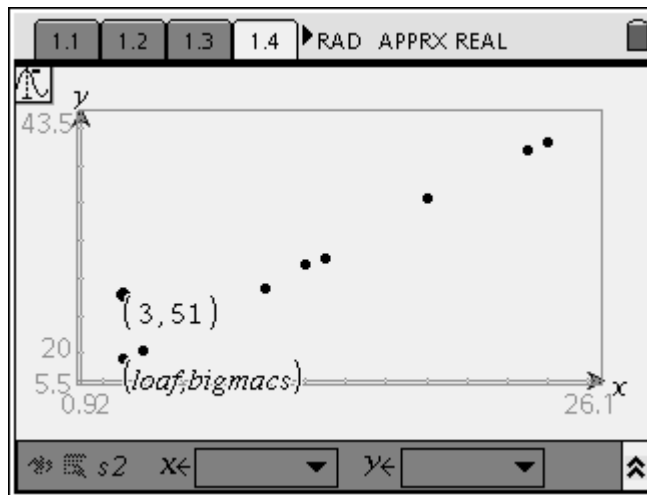 1.1 1.2 1.3 1.4 RAD APPRX REAL
y
43.5
(3,51)
20
(loaf,bigmacs)
5.5
x
0.92 26.1
s2 x← y←